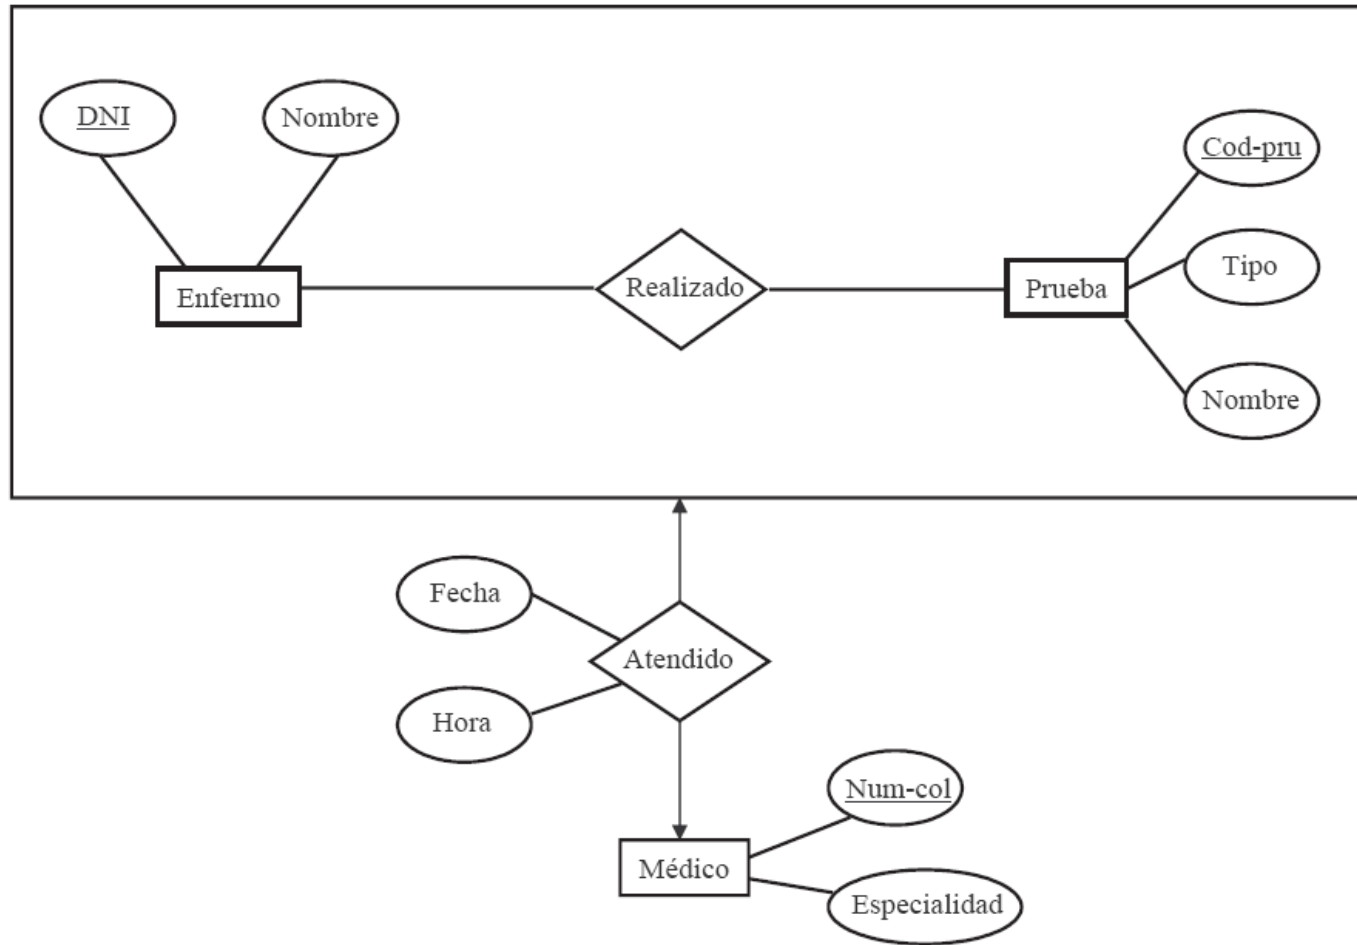 DNI
Nombre
Cod-pru
Tipo
Enfermo
Realizado
Prueba
Nombre
Fecha
Atendido
Hora
Num-col
Médico
Especialidad